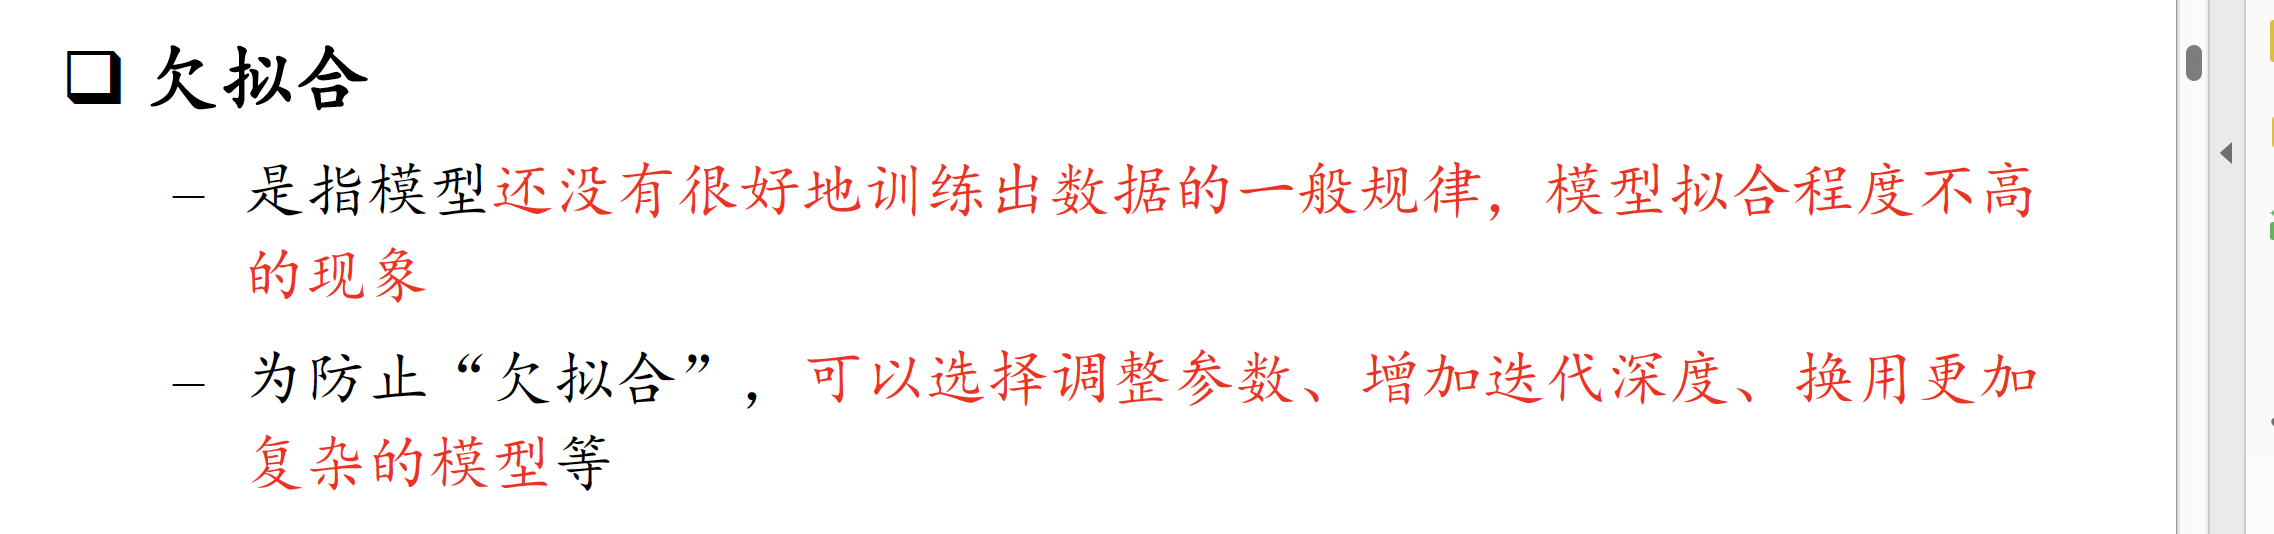 ❑ 欠拟合
– 是指模型还没有很好地训练出数据的一般规律，模型拟合程度不高
的现象
– 为防止“欠拟合”，可以选择调整参数、增加迭代深度、换用更加
复杂的模型等